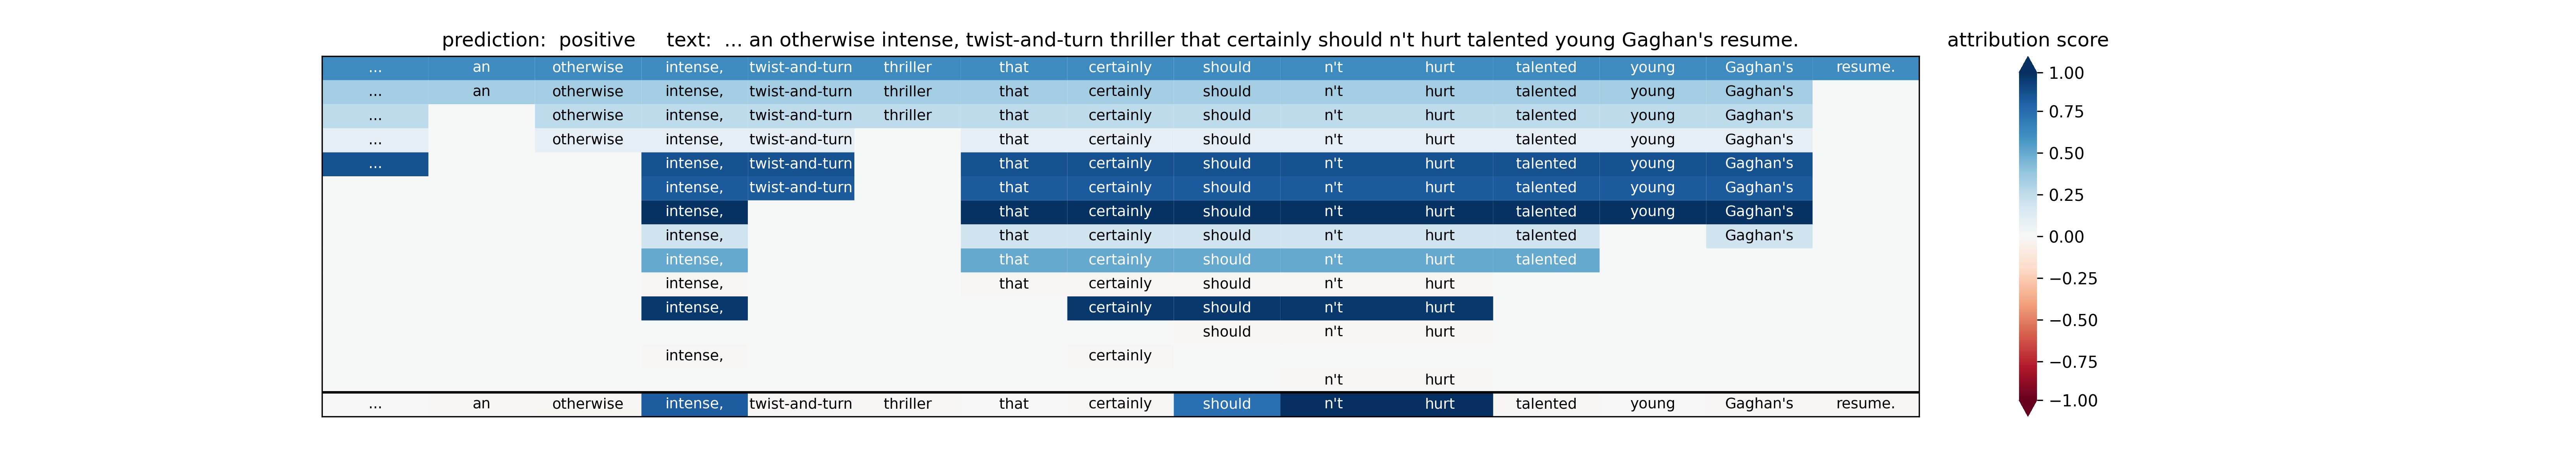 prediction: positive text: ... an otherwise intense, twist-and-turn thriller that certainly should n't hurt talented young Gaghan's resume. attribution score
... an otherwise intense, twist-and-turn thriller that certainly should n't hurt talented young Gaghan's resume. 1.00
... an otherwise intense, twist-and-turn thriller that certainly should n't hurt talented young Gaghan's
... otherwise intense, twist-and-turn thriller that certainly should n't hurt talented young Gaghan's 0.75
... otherwise intense, twist-and-turn that certainly should n't hurt talented young Gaghan's
... intense, twist-and-turn that certainly should n't hurt talented young Gaghan's 0.50
intense, twist-and-turn that certainly should n't hurt talented young Gaghan's 0.25
intense, that certainly should n't hurt talented young Gaghan's
intense, that certainly should n't hurt talented Gaghan's 0.00
intense, that certainly should n't hurt talented
intense, that certainly should n't hurt −0.25
intense, certainly should n't hurt −0.50
should n't hurt
intense, certainly −0.75
n't hurt
... an otherwise intense, twist-and-turn thriller that certainly should n't hurt talented young Gaghan's resume. −1.00